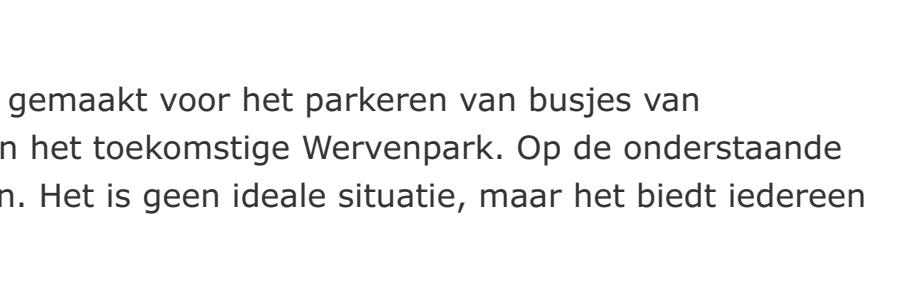 gemaakt voor het parkeren van busjes van
n het toekomstige Wervenpark. Op de onderstaande
n. Het is geen ideale situatie, maar het biedt iedereen